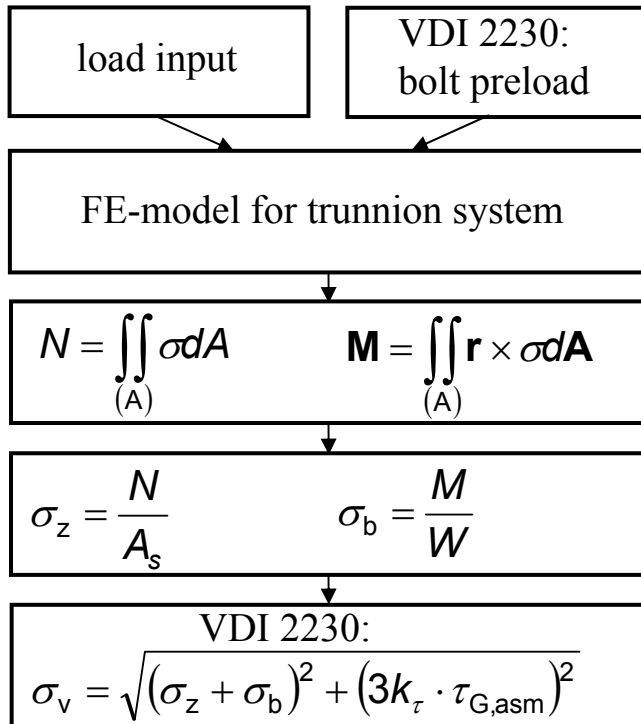 load input
VDI 2230:
bolt preload
FE-model for trunnion system
N = ∬(A) σdA
M = ∬(A) r × σdA
σz = N/As
σb = M/W
VDI 2230:
σv = √((σz + σb)² + (3kτ · τG,asm)²)